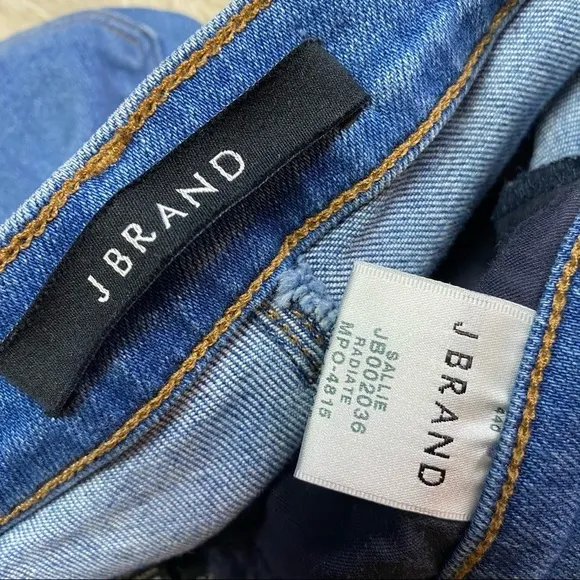 J BRAND
J BRAND
SALLIE
JB002036
RADIATE
MPO-4815